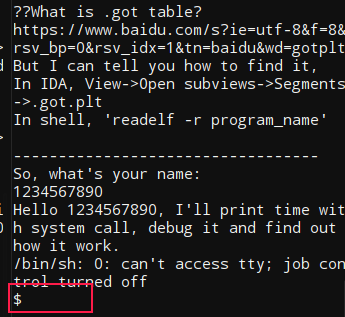 ??What is .got table?
https://www.baidu.com/s?ie=utf-8&f=8&
rsv_bp=0&rsv_idx=1&tn=baidu&wd=gotplt
But I can tell you how to find it,
In IDA, View->Open subviews->Segments
->.got.plt
In shell, 'readelf -r program_name'
---------------------------------
So, what's your name:
1234567890
Hello 1234567890, I'll print time wit
h system call, debug it and find out
how it work.
/bin/sh: 0: can't access tty; job con
trol turned off
$